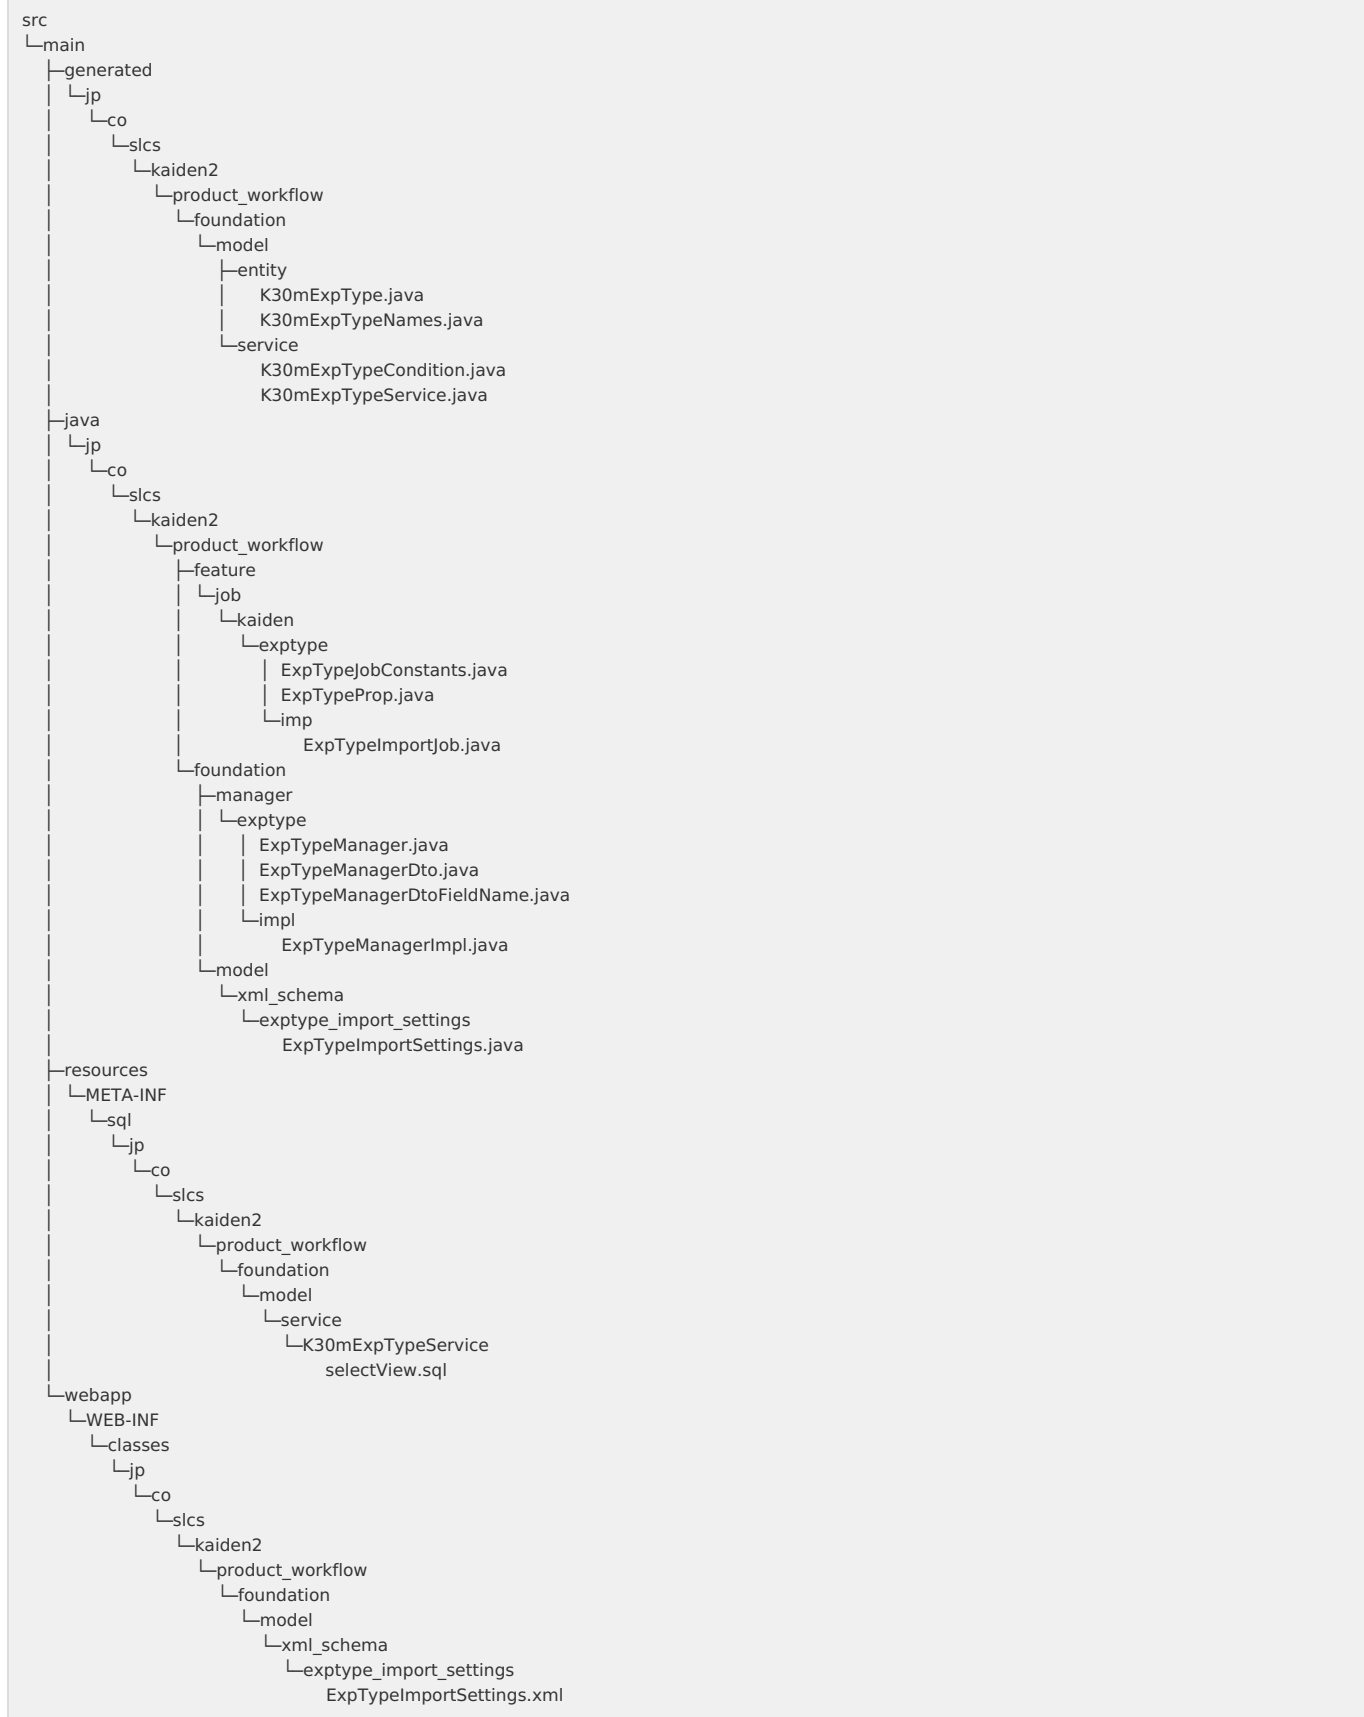 src
└─main
├─generated
│ └─jp
│ └─co
│ └─slcs
│ └─kaiden2
│ └─product_workflow
│ └─foundation
│ └─model
│ ├─entity
│ │ K30mExpType.java
│ │ K30mExpTypeNames.java
│ └─service
│ K30mExpTypeCondition.java
│ K30mExpTypeService.java
├─java
│ └─jp
│ └─co
│ └─slcs
│ └─kaiden2
│ └─product_workflow
│ ├─feature
│ │ └─job
│ │ └─kaiden
│ │ └─exptype
│ │ │ ExpTypeJobConstants.java
│ │ │ ExpTypeProp.java
│ │ └─imp
│ │ ExpTypeImportJob.java
│ └─foundation
│ ├─manager
│ │ └─exptype
│ │ │ ExpTypeManager.java
│ │ │ ExpTypeManagerDto.java
│ │ │ ExpTypeManagerDtoFieldName.java
│ │ └─impl
│ │ ExpTypeManagerImpl.java
│ └─model
│ └─xml_schema
│ └─exptype_import_settings
│ ExpTypeImportSettings.java
├─resources
│ └─META-INF
│ └─sql
│ └─jp
│ └─co
│ └─slcs
│ └─kaiden2
│ └─product_workflow
│ └─foundation
│ └─model
│ └─service
│ └─K30mExpTypeService
│ selectView.sql
└─webapp
└─WEB-INF
└─classes
└─jp
└─co
└─slcs
└─kaiden2
└─product_workflow
└─foundation
└─model
└─xml_schema
└─exptype_import_settings
ExpTypeImportSettings.xml